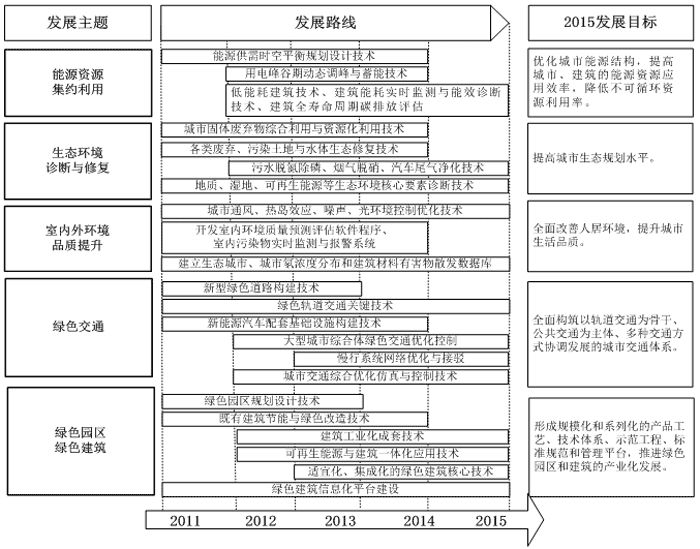 发展主题
发展路线
2015发展目标
能源资源
集约利用
能源供需时空平衡规划设计技术
用电峰谷期动态调峰与蓄能技术
低能耗建筑技术、建筑能耗实时监测与能效诊断
技术、建筑全寿命周期碳排放评估
优化城市能源结构，提高
城市、建筑的能源资源应
用效率，降低不可循环资
源利用率。
生态环境
诊断与修复
城市固体废弃物综合利用与资源化利用技术
各类废弃、污染土地与水体生态修复技术
污水脱氮除磷、烟气脱硝、汽车尾气净化技术
地质、湿地、可再生能源等生态环境核心要素诊断技术
提高城市生态规划水平。
室内外环境
品质提升
城市通风、热岛效应、噪声、光环境控制优化技术
开发室内环境质量预测评估软件程序、
室内污染物实时监测与报警系统
建立生态城市、城市氡浓度分布和建筑材料有害物散发数据库
全面改善人居环境，提升城市
生活品质。
绿色交通
新型绿色道路构建技术
绿色轨道交通关键技术
新能源汽车配套基础设施构建技术
大型城市综合体绿色交通优化控制
慢行系统网络优化与接驳
城市交通综合优化仿真与控制技术
全面构筑以轨道交通为骨干、
公共交通为主体、多种交通方
式协调发展的城市交通体系。
绿色园区
绿色建筑
绿色园区规划设计技术
既有建筑节能与绿色改造技术
建筑工业化成套技术
可再生能源与建筑一体化应用技术
适宜化、集成化的绿色建筑核心技术
绿色建筑信息化平台建设
形成规模化和系列化的产品工
艺、技术体系、示范工程、标
准规范和管理平台，推进绿色
园区和建筑的产业化发展。
2011
2012
2013
2014
2015